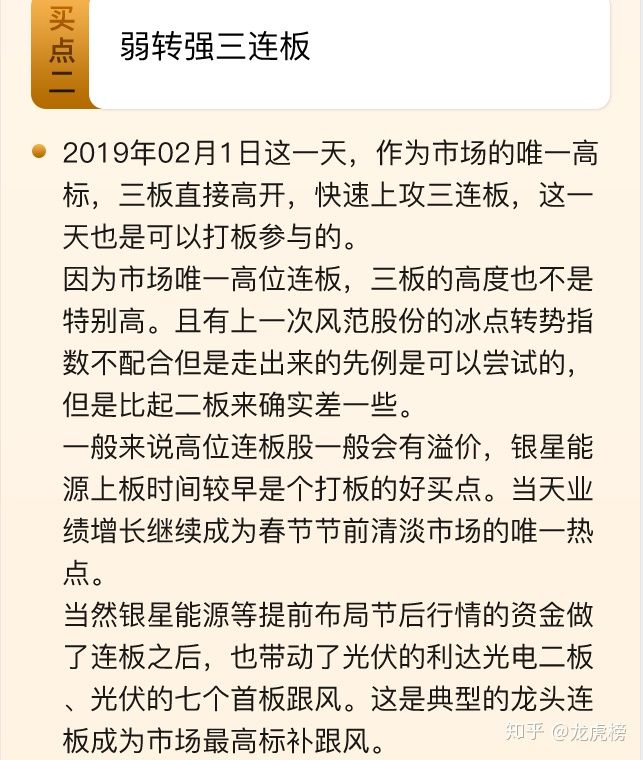 买点二
弱转强三连板
2019年02月1日这一天，作为市场的唯一高
标，三板直接高开，快速上攻三连板，这一
天也是可以打板参与的。
因为市场唯一高位连板，三板的高度也不是
特别高。且有上一次风范股份的冰点转势指
数不配合但是走出来的先例是可以尝试的，
但是比起二板来确实差一些。
一般来说高位连板股一般会有溢价，银星能
源上板时间较早是个打板的好买点。当天业
绩增长继续成为春节节前清淡市场的唯一热
点。
当然银星能源等提前布局节后行情的资金做
了连板之后，也带动了光伏的利达光电二板
、光伏的七个首板跟风。这是典型的龙头连
板成为市场最高标补跟风。
知乎 @龙虎榜